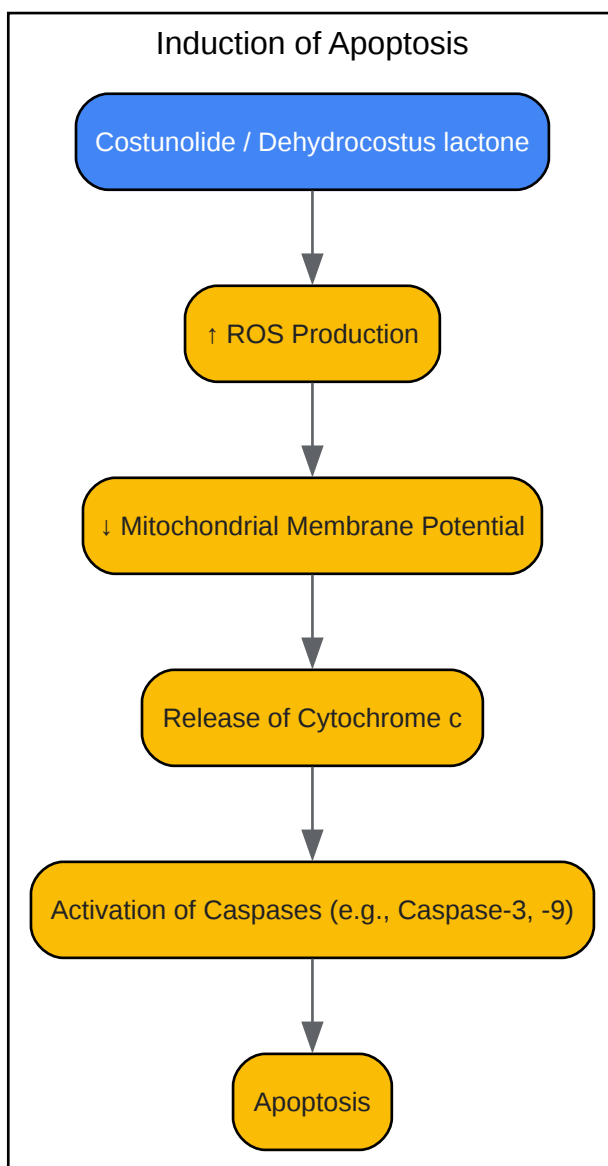 Induction of Apoptosis
Costunolide / Dehydrocostus lactone
↑ ROS Production
↓ Mitochondrial Membrane Potential
Release of Cytochrome c
Activation of Caspases (e.g., Caspase-3, -9)
Apoptosis